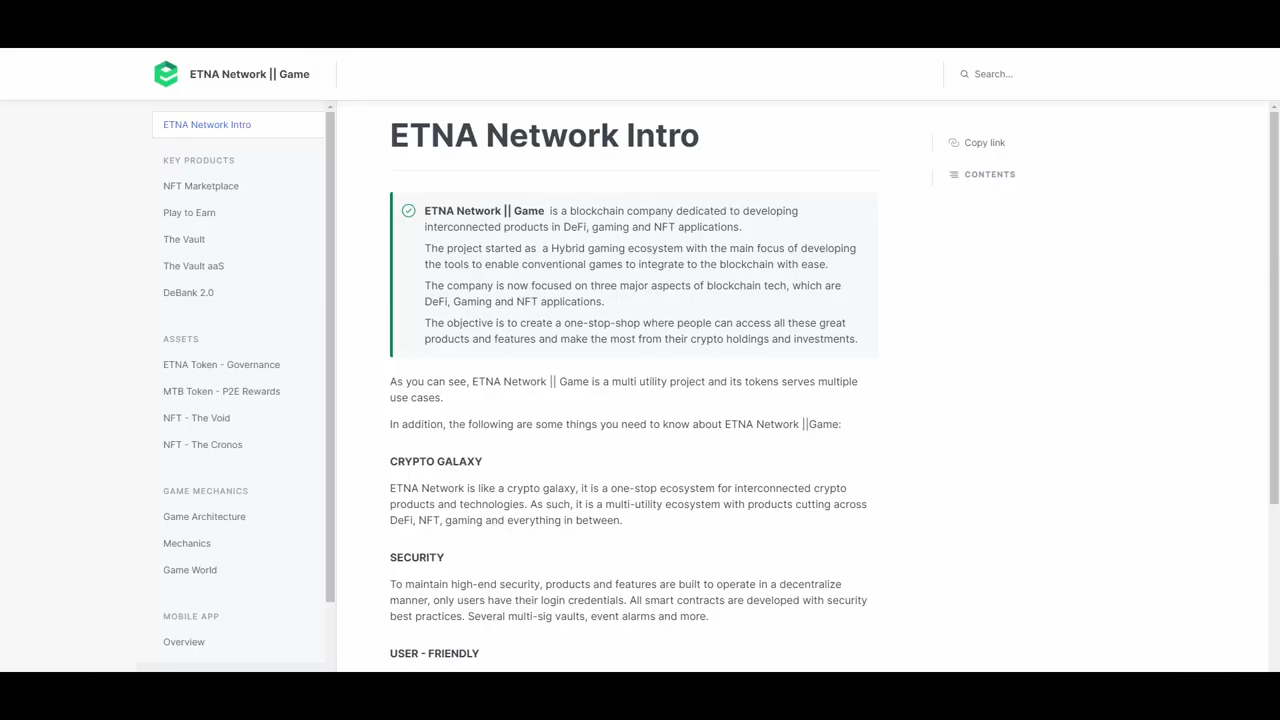 ETNA Network || Game
Search...
ETNA Network Intro
KEY PRODUCTS
NFT Marketplace
Play to Earn
The Vault
The Vault aaS
DeBank 2.0
ASSETS
ETNA Token - Governance
MTB Token - P2E Rewards
NFT - The Void
NFT - The Cronos
GAME MECHANICS
Game Architecture
Mechanics
Game World
MOBILE APP
Overview
ETNA Network Intro
ETNA Network || Game is a blockchain company dedicated to developing
interconnected products in DeFi, gaming and NFT applications.
The project started as a Hybrid gaming ecosystem with the main focus of developing
the tools to enable conventional games to integrate to the blockchain with ease.
The company is now focused on three major aspects of blockchain tech, which are
DeFi, Gaming and NFT applications.
The objective is to create a one-stop-shop where people can access all these great
products and features and make the most from their crypto holdings and investments.
As you can see, ETNA Network || Game is a multi utility project and its tokens serves multiple
use cases.
In addition, the following are some things you need to know about ETNA Network ||Game:
CRYPTO GALAXY
ETNA Network is like a crypto galaxy, it is a one-stop ecosystem for interconnected crypto
products and technologies. As such, it is a multi-utility ecosystem with products cutting across
DeFi, NFT, gaming and everything in between.
SECURITY
To maintain high-end security, products and features are built to operate in a decentralize
manner, only users have their login credentials. All smart contracts are developed with security
best practices. Several multi-sig vaults, event alarms and more.
USER - FRIENDLY
Copy link
CONTENTS